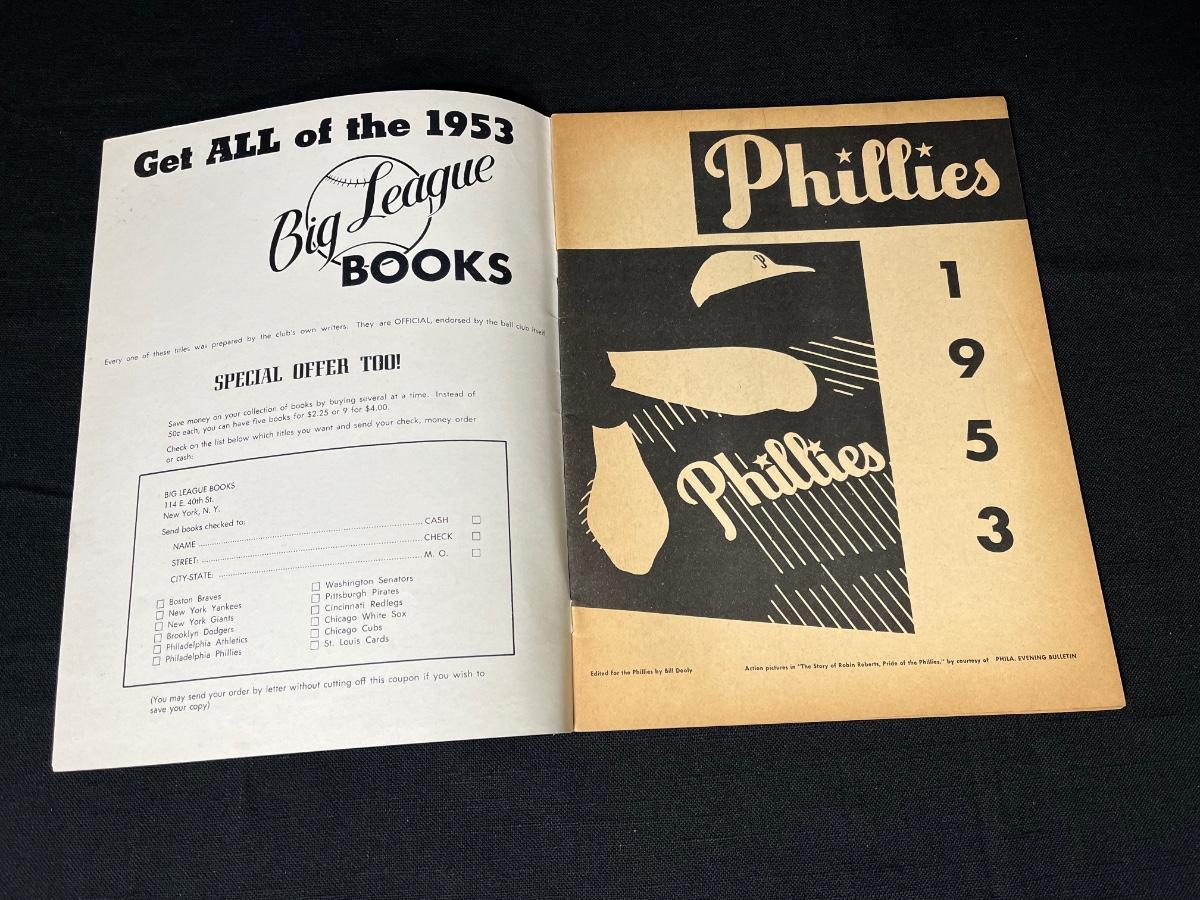 Get ALL of the 1953
Big League
BOOKS
Every one of these titles was prepared by the club's own writers. They are OFFICIAL, endorsed by the ball club itself
SPECIAL OFFER TOO!
Save money on your collection of books by buying several at a time. Instead of
50c each, you can have five books for $2.25 or 9 for $4.00.
Check on the list below which titles you want and send your check, money order
or cash:
BIG LEAGUE BOOKS
114 E. 40th St.
New York, N. Y.
Send books checked to:
NAME CASH
STREET: CHECK
CITY-STATE: M. O.
Boston Braves
New York Yankees
New York Giants
Brooklyn Dodgers
Philadelphia Athletics
Philadelphia Phillies
Washington Senators
Pittsburgh Pirates
Cincinnati Redlegs
Chicago White Sox
Chicago Cubs
St. Louis Cards
(You may send your order by letter without cutting off this coupon if you wish to
save your copy)
Phillies
1
9
5
3
P
Phillies
Edited for the Phillies by Bill Dooly
Action pictures in "The Story of Robin Roberts, Pride of the Phillies," by courtesy of PHILA. EVENING BULLETIN